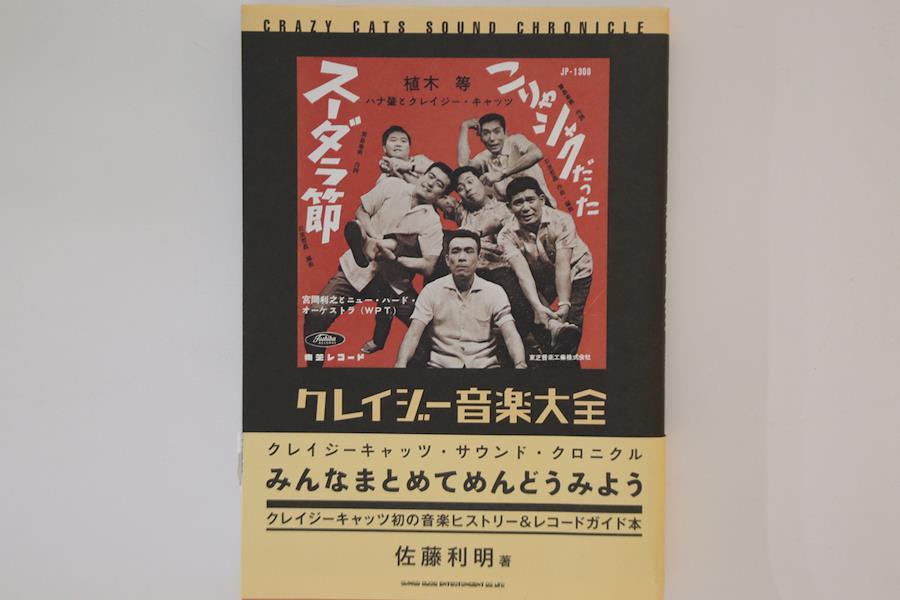 CRAZY CATS SOUND CHRONICLE
JP-1300
植木 等
ハナ肇とクレイジー・キャッツ
スーダラ節
こりゃシャクだった
宮間利之とニュー・ハード・
オーケストラ (WPT)
Toshiba
東芝レコード
東芝音楽工業株式会社
クレイジー音楽大全
クレイジーキャッツ・サウンド・クロニクル
みんなまとめてめんどうみよう
クレイジーキャッツ初の音楽ヒストリー&レコードガイド本
佐藤利明 著